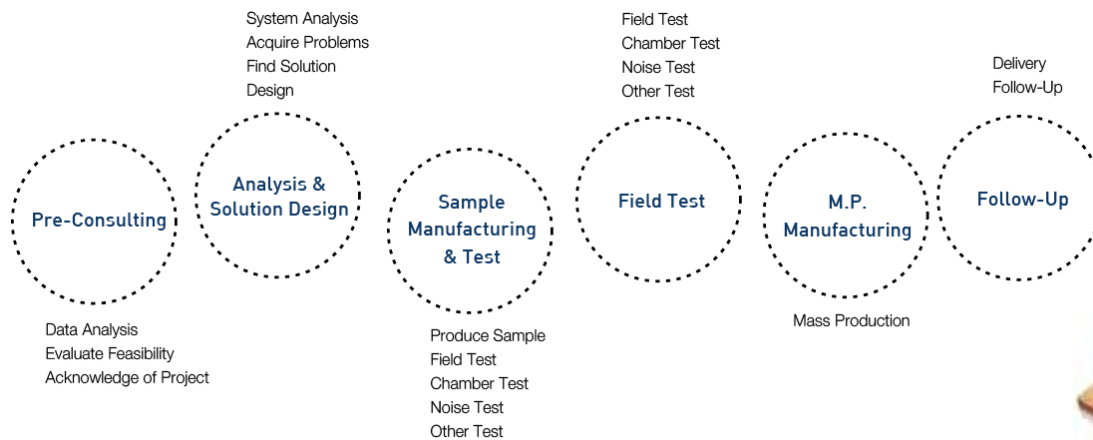 Pre-Consulting
Data Analysis
Evaluate Feasibility
Acknowledge of Project
System Analysis
Acquire Problems
Find Solution
Design
Analysis &
Solution Design
Sample
Manufacturing
& Test
Produce Sample
Field Test
Chamber Test
Noise Test
Other Test
Field Test
Chamber Test
Noise Test
Other Test
Field Test
M.P.
Manufacturing
Mass Production
Delivery
Follow-Up
Follow-Up